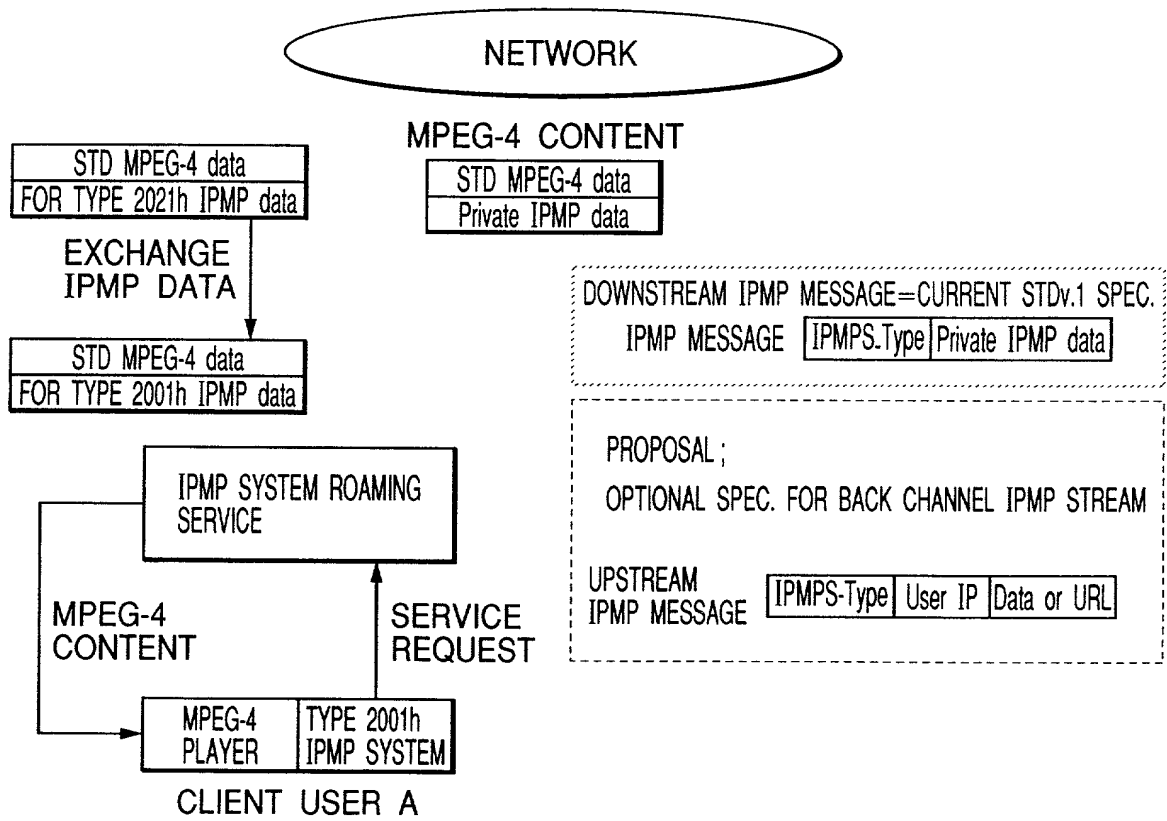 NETWORK
MPEG-4 CONTENT
STD MPEG-4 data
Private IPMP data
STD MPEG-4 data
FOR TYPE 2021h IPMP data
EXCHANGE
IPMP DATA
STD MPEG-4 data
FOR TYPE 2001h IPMP data
DOWNSTREAM IPMP MESSAGE=CURRENT STDv.1 SPEC.
IPMP MESSAGE IPMPS-Type Private IPMP data
PROPOSAL ;
OPTIONAL SPEC. FOR BACK CHANNEL IPMP STREAM
UPSTREAM
IPMP MESSAGE IPMPS-Type User IP Data or URL
IPMP SYSTEM ROAMING
SERVICE
MPEG-4
CONTENT
SERVICE
REQUEST
MPEG-4
PLAYER
TYPE 2001h
IPMP SYSTEM
CLIENT USER A